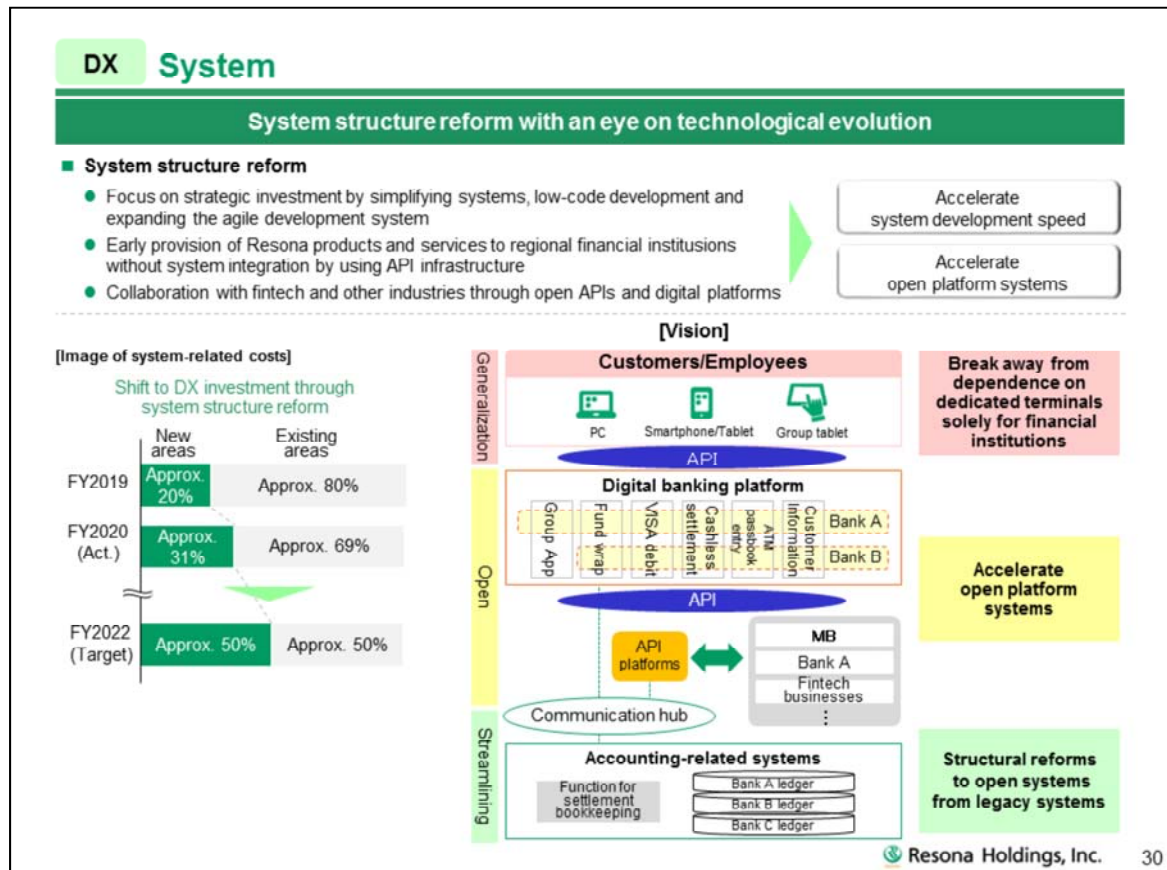 DX
System
System structure reform with an eye on technological evolution
■ System structure reform
● Focus on strategic investment by simplifying systems, low-code development and
expanding the agile development system
● Early provision of Resona products and services to regional financial institusions
without system integration by using API infrastructure
● Collaboration with fintech and other industries through open APIs and digital platforms
Accelerate
system development speed
Accelerate
open platform systems
[Image of system-related costs]
Shift to DX investment through
system structure reform
New
areas
Existing
areas
FY2019
Approx.
20%
Approx. 80%
FY2020
(Act.)
Approx.
31%
Approx. 69%
FY2022
(Target)
Approx. 50%
Approx. 50%
[Vision]
Generalization
Customers/Employees
PC
Smartphone/Tablet
Group tablet
API
Break away from
dependence on
dedicated terminals
solely for financial
institutions
Open
Digital banking platform
Group App
Fund wrap
VISA debit
Cashless
settlement
ATM
passbook
entry
Customer
Information
Bank A
Bank B
API
API
platforms
MB
Bank A
Fintech
businesses
⋮
Accelerate
open platform
systems
Communication hub
Streamlining
Accounting-related systems
Function for
settlement
bookkeeping
Bank A ledger
Bank B ledger
Bank C ledger
Structural reforms
to open systems
from legacy systems
Resona Holdings, Inc.
30